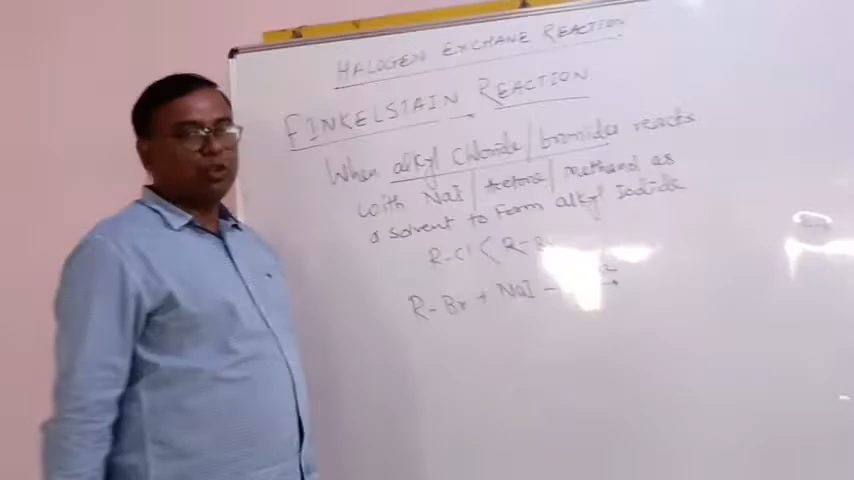 HALOGEN EXCHANE REACTION
FINKELSTAIN REACTION
When alkyl chloride/bromides reacts
with NaI/acetone/methanol as
a solvent to form alkyl Iodide
R-Cl < R-Br
R-Br + NaI →